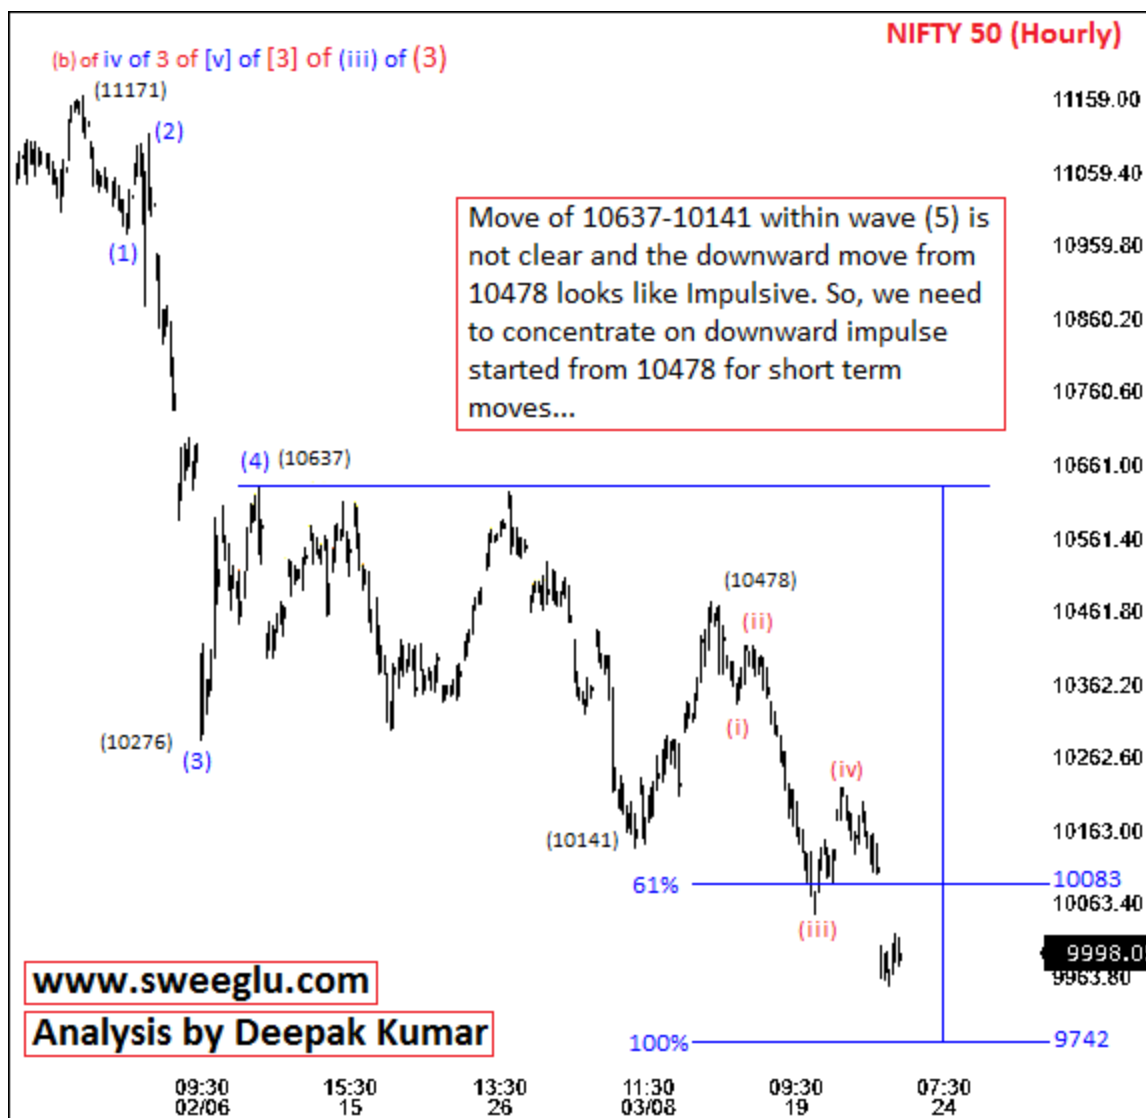 NIFTY 50 (Hourly)
(b) of iv of 3 of [v] of [3] of (iii) of (3)
(11171)
11159.00
(2)
11059.40
Move of 10637-10141 within wave (5) is
not clear and the downward move from
10478 looks like Impulsive. So, we need
to concentrate on downward impulse
started from 10478 for short term
moves...
(1)
10959.80
10860.20
10760.60
(4) (10637)
10661.00
10561.40
(10478)
10461.80
(ii)
10362.20
(i)
(10276)
(3)
10262.60
(iv)
10163.00
(10141)
61%
10083
10063.40
(iii)
9998.0
9963.80
www.sweeglu.com
Analysis by Deepak Kumar
100%
9742
09:30 15:30 13:30 11:30 09:30 07:30
02/06 15 26 03/08 19 24